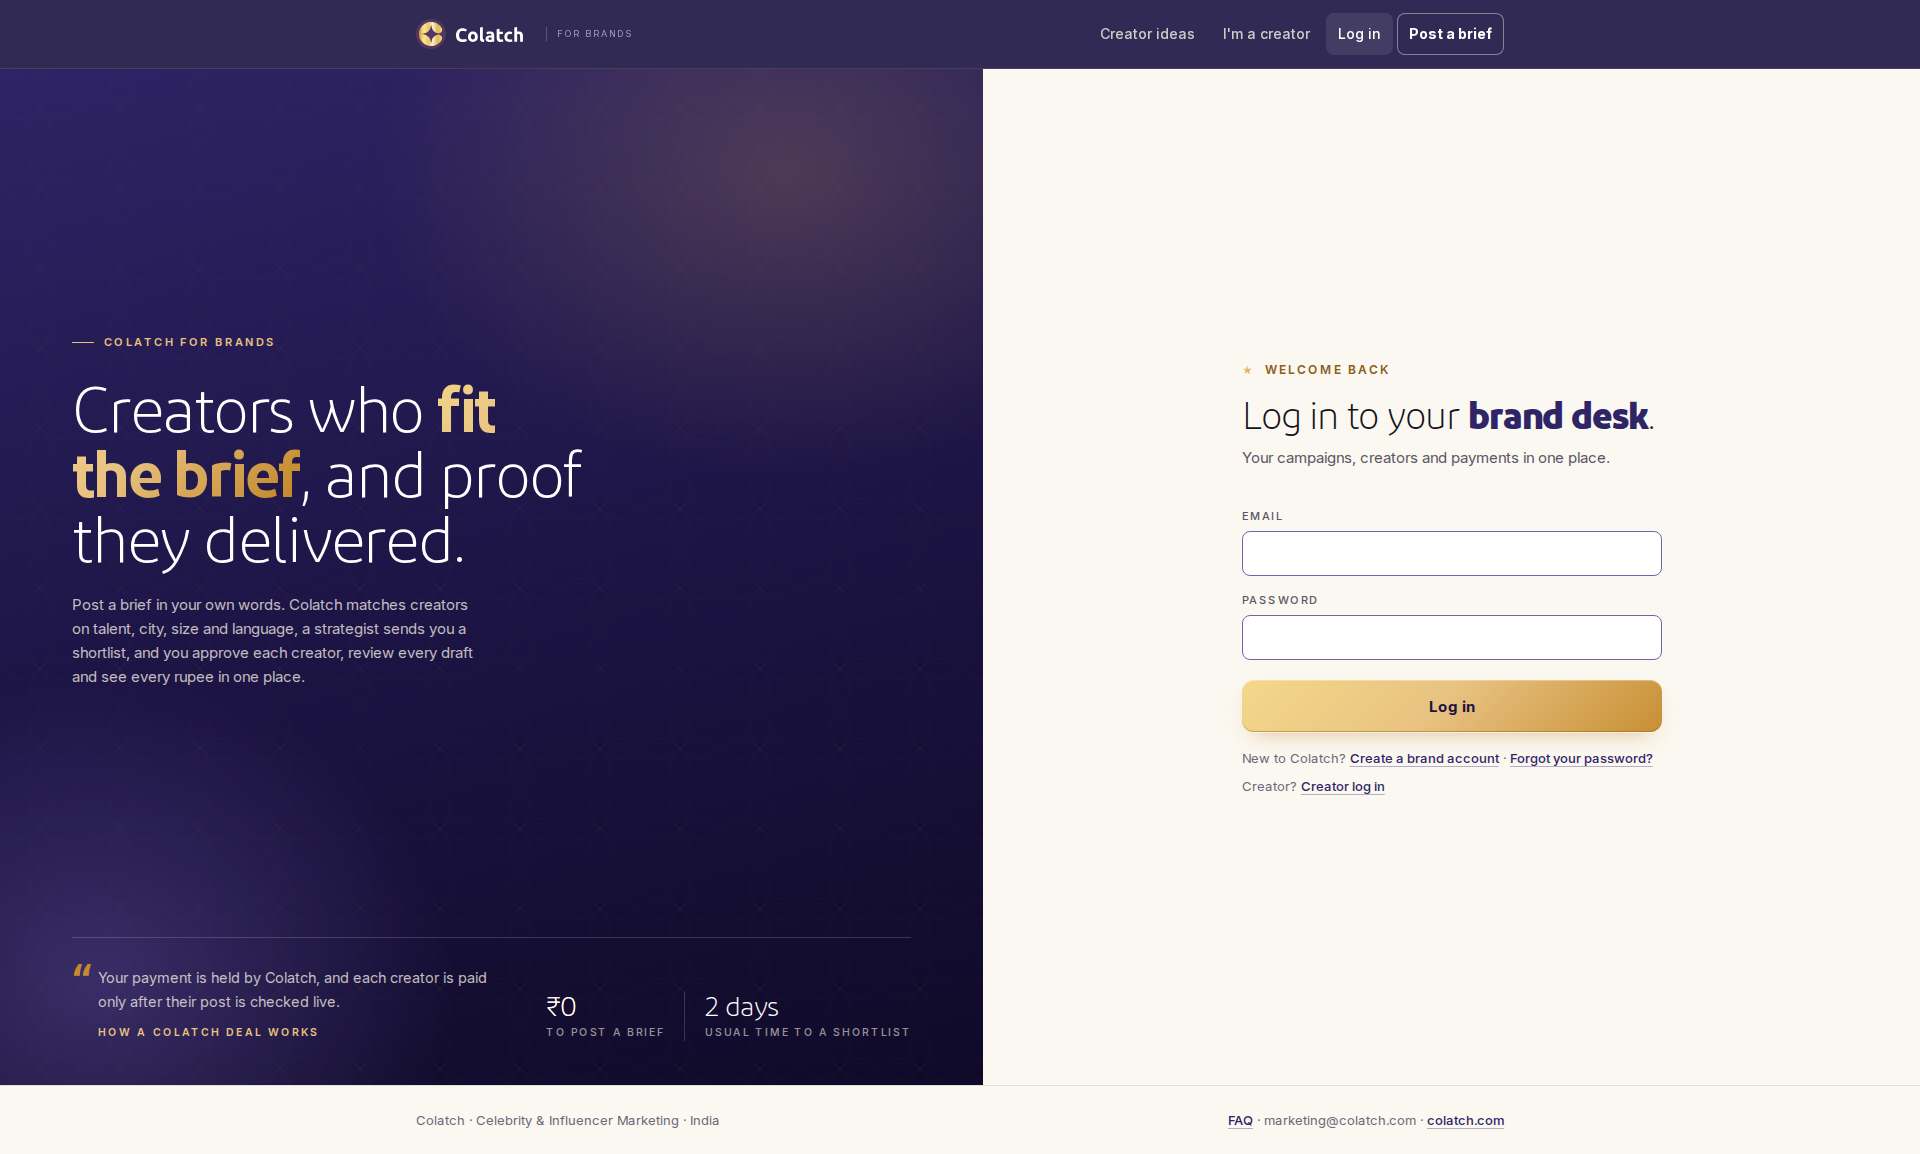 Colatch
FOR BRANDS
Creator ideas
I'm a creator
Log in
Post a brief
COLATCH FOR BRANDS
Creators who fit
the brief, and proof
they delivered.
Post a brief in your own words. Colatch matches creators
on talent, city, size and language, a strategist sends you a
shortlist, and you approve each creator, review every draft
and see every rupee in one place.
“ Your payment is held by Colatch, and each creator is paid
only after their post is checked live.
HOW A COLATCH DEAL WORKS
₹0
TO POST A BRIEF
2 days
USUAL TIME TO A SHORTLIST
★ WELCOME BACK
Log in to your brand desk.
Your campaigns, creators and payments in one place.
EMAIL
PASSWORD
Log in
New to Colatch? Create a brand account · Forgot your password?
Creator? Creator log in
Colatch · Celebrity & Influencer Marketing · India
FAQ · marketing@colatch.com · colatch.com